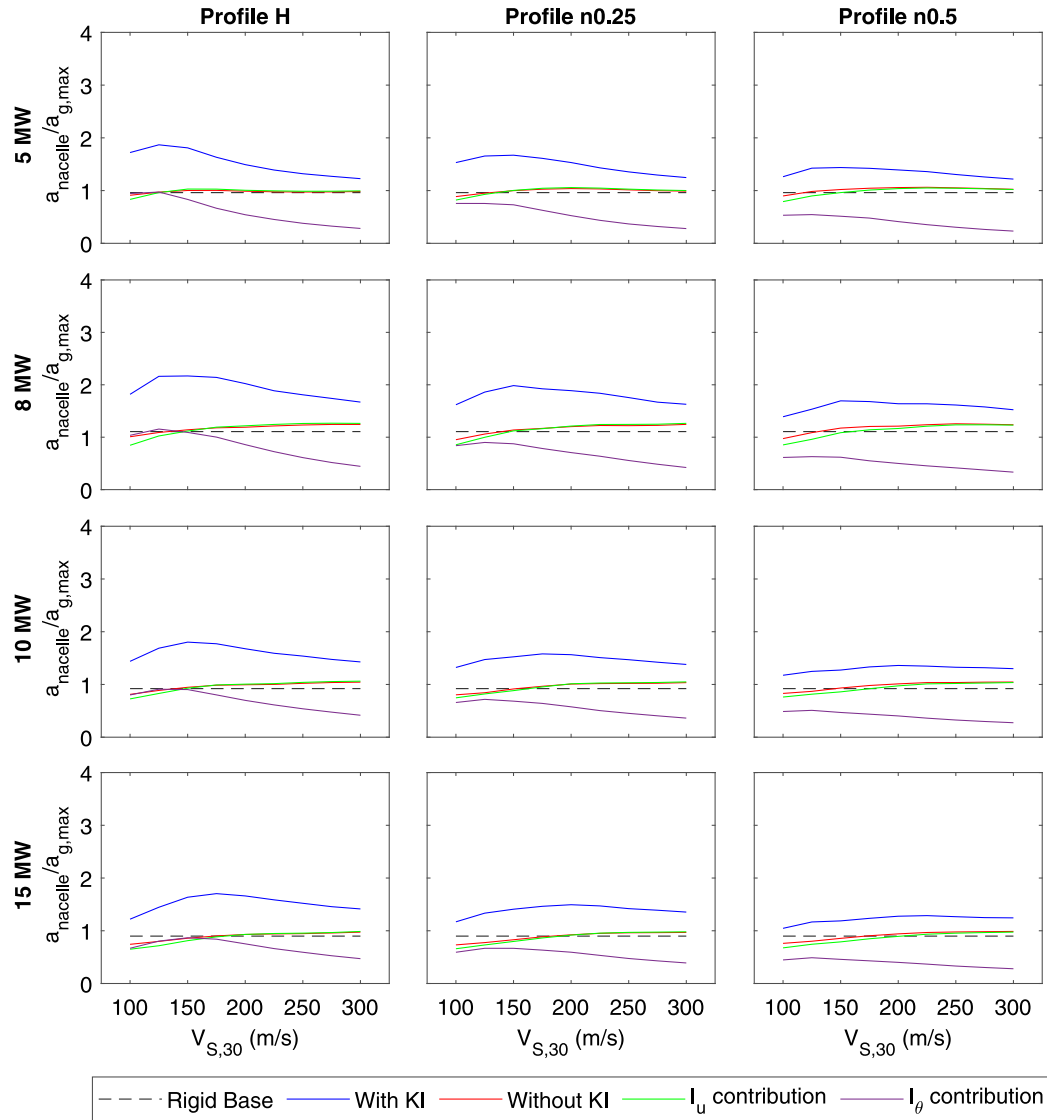 Profile H Profile n0.25 Profile n0.5
5 MW
a_nacelle/a_g,max
4
3
2
1
0
8 MW
a_nacelle/a_g,max
4
3
2
1
0
10 MW
a_nacelle/a_g,max
4
3
2
1
0
15 MW
a_nacelle/a_g,max
4
3
2
1
0
100 150 200 250 300 100 150 200 250 300 100 150 200 250 300
V_S,30 (m/s) V_S,30 (m/s) V_S,30 (m/s)
Rigid Base With KI Without KI I_u contribution I_θ contribution